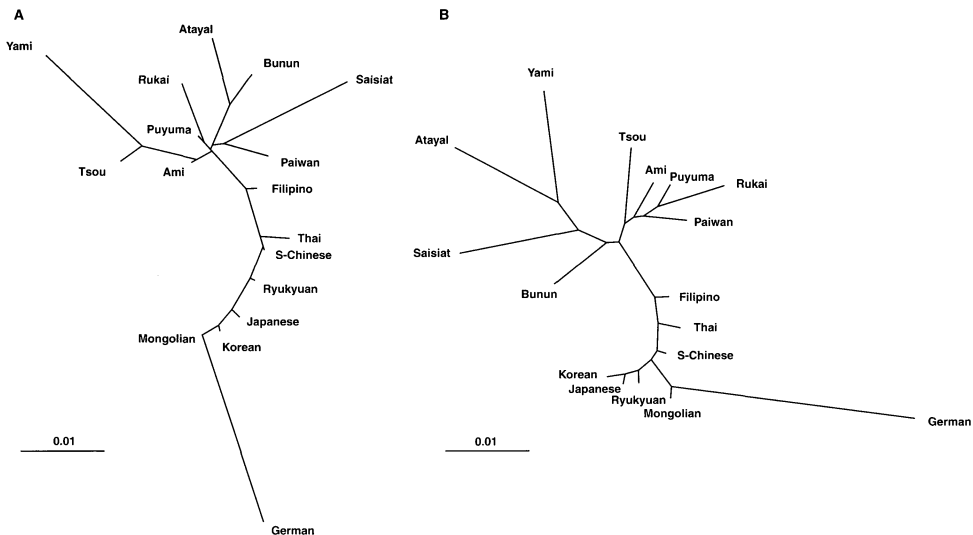 A
Yami
Atayal
Bunun
Rukai
Saisiat
Puyuma
Tsou
Ami
Paiwan
Filipino
Thai
S-Chinese
Ryukyuan
Japanese
Mongolian
Korean
0.01
German
B
Yami
Atayal
Tsou
Ami
Puyuma
Rukai
Paiwan
Saisiat
Bunun
Filipino
Thai
S-Chinese
Korean
Japanese
Ryukyuan
Mongolian
German
0.01